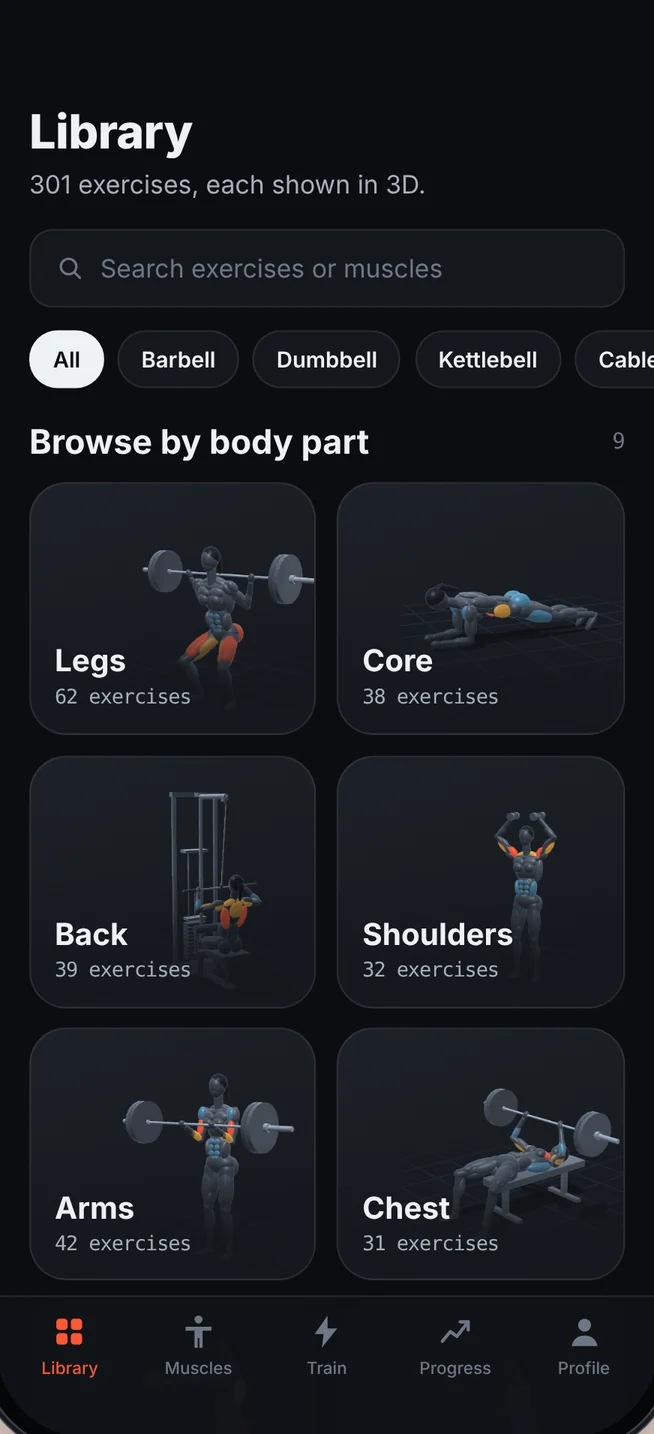 Library
301 exercises, each shown in 3D.
Search exercises or muscles
All Barbell Dumbbell Kettlebell Cable
Browse by body part 9
Legs
62 exercises
Core
38 exercises
Back
39 exercises
Shoulders
32 exercises
Arms
42 exercises
Chest
31 exercises
Library Muscles Train Progress Profile